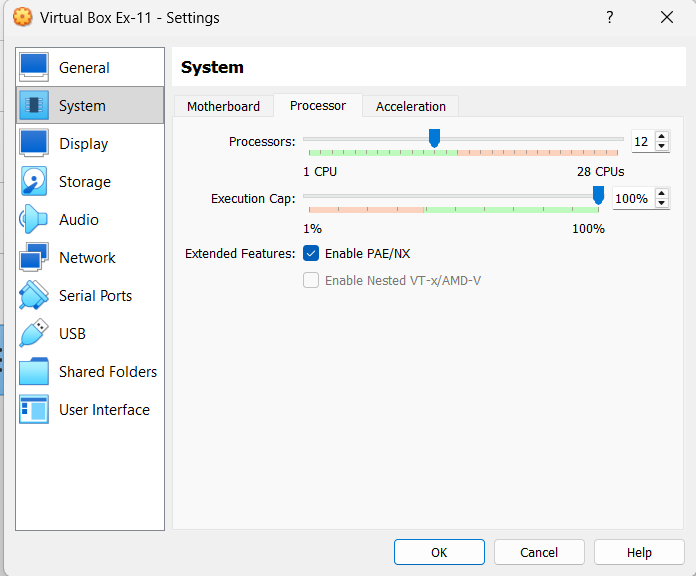 Virtual Box Ex-11 - Settings
?
General
System
Display
Storage
Audio
Network
Serial Ports
USB
Shared Folders
User Interface
System
Motherboard Processor Acceleration
Processors: 12
1 CPU 28 CPUs
Execution Cap: 100%
1% 100%
Extended Features: Enable PAE/NX
Enable Nested VT-x/AMD-V
OK Cancel Help